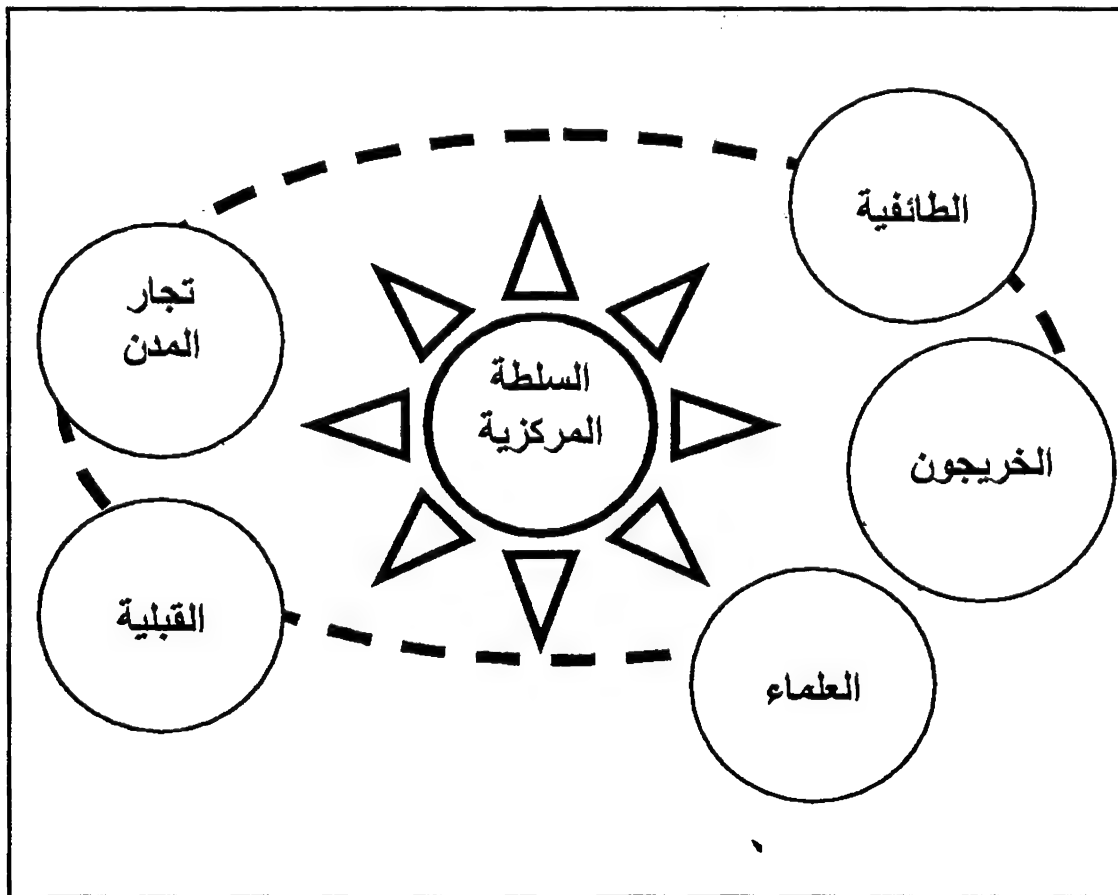 الطائفية
تجار
المدن
السلطة
المركزية
الخريجون
القبلية
العلماء